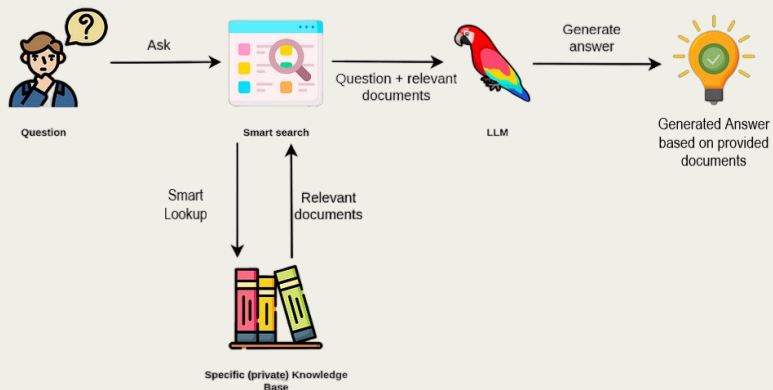 ?
Ask
Generate
answer
Question + relevant
documents
Question
Smart search
LLM
Generated Answer
based on provided
documents
Smart
Lookup
Relevant
documents
Specific (private) Knowledge
Base